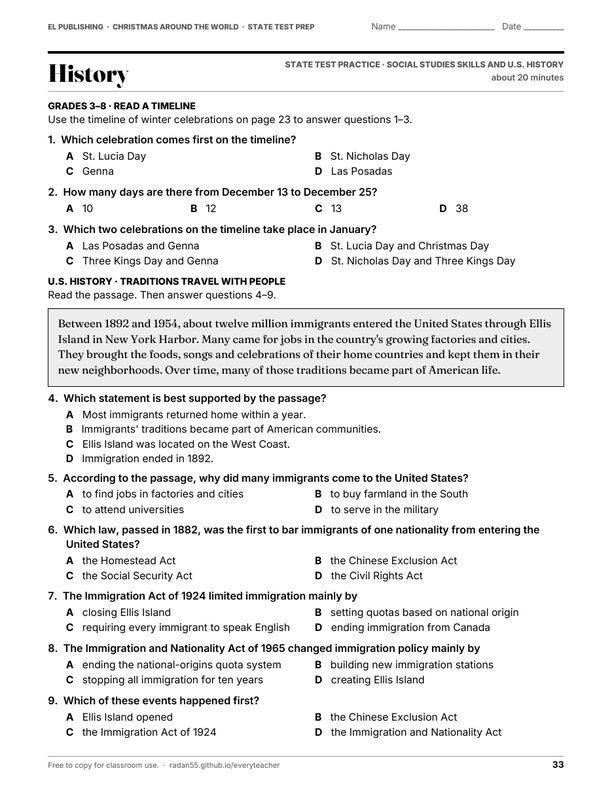 EL PUBLISHING · CHRISTMAS AROUND THE WORLD · STATE TEST PREP Name ____________________ Date ________
History
STATE TEST PRACTICE · SOCIAL STUDIES SKILLS AND U.S. HISTORY
about 20 minutes
GRADES 3–8 · READ A TIMELINE
Use the timeline of winter celebrations on page 23 to answer questions 1–3.
1. Which celebration comes first on the timeline?
A St. Lucia Day B St. Nicholas Day
C Genna D Las Posadas
2. How many days are there from December 13 to December 25?
A 10 B 12 C 13 D 38
3. Which two celebrations on the timeline take place in January?
A Las Posadas and Genna B St. Lucia Day and Christmas Day
C Three Kings Day and Genna D St. Nicholas Day and Three Kings Day
U.S. HISTORY · TRADITIONS TRAVEL WITH PEOPLE
Read the passage. Then answer questions 4–9.
Between 1892 and 1954, about twelve million immigrants entered the United States through Ellis
Island in New York Harbor. Many came for jobs in the country's growing factories and cities.
They brought the foods, songs and celebrations of their home countries and kept them in their
new neighborhoods. Over time, many of those traditions became part of American life.
4. Which statement is best supported by the passage?
A Most immigrants returned home within a year.
B Immigrants' traditions became part of American communities.
C Ellis Island was located on the West Coast.
D Immigration ended in 1892.
5. According to the passage, why did many immigrants come to the United States?
A to find jobs in factories and cities B to buy farmland in the South
C to attend universities D to serve in the military
6. Which law, passed in 1882, was the first to bar immigrants of one nationality from entering the
United States?
A the Homestead Act B the Chinese Exclusion Act
C the Social Security Act D the Civil Rights Act
7. The Immigration Act of 1924 limited immigration mainly by
A closing Ellis Island B setting quotas based on national origin
C requiring every immigrant to speak English D ending immigration from Canada
8. The Immigration and Nationality Act of 1965 changed immigration policy mainly by
A ending the national-origins quota system B building new immigration stations
C stopping all immigration for ten years D creating Ellis Island
9. Which of these events happened first?
A Ellis Island opened B the Chinese Exclusion Act
C the Immigration Act of 1924 D the Immigration and Nationality Act
Free to copy for classroom use. · radan55.github.io/everyteacher 33